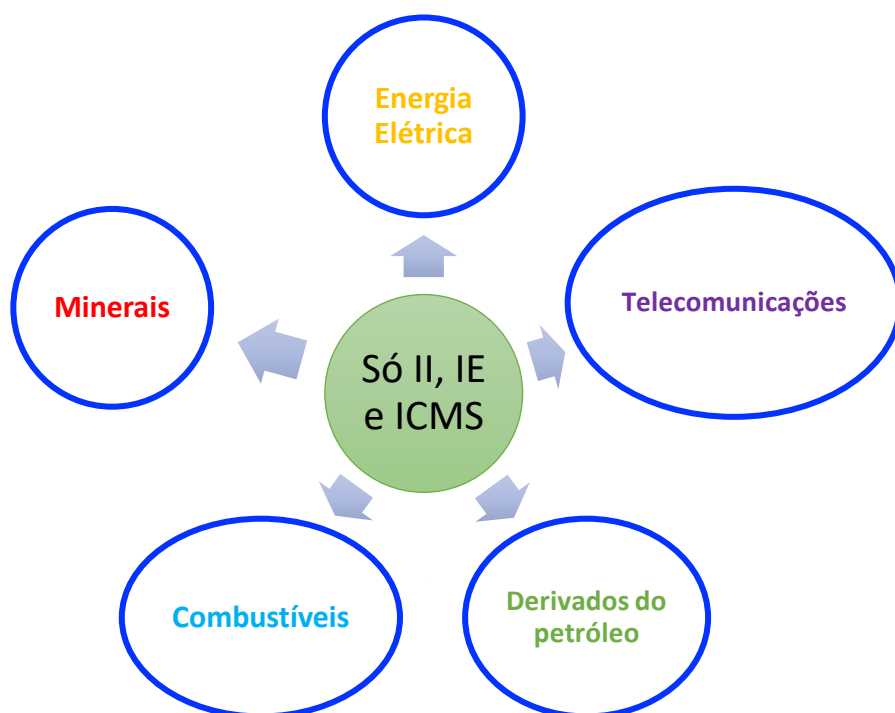 Energia
Elétrica
Minerais
Telecomunicações
Só II, IE
e ICMS
Combustíveis
Derivados do
petróleo